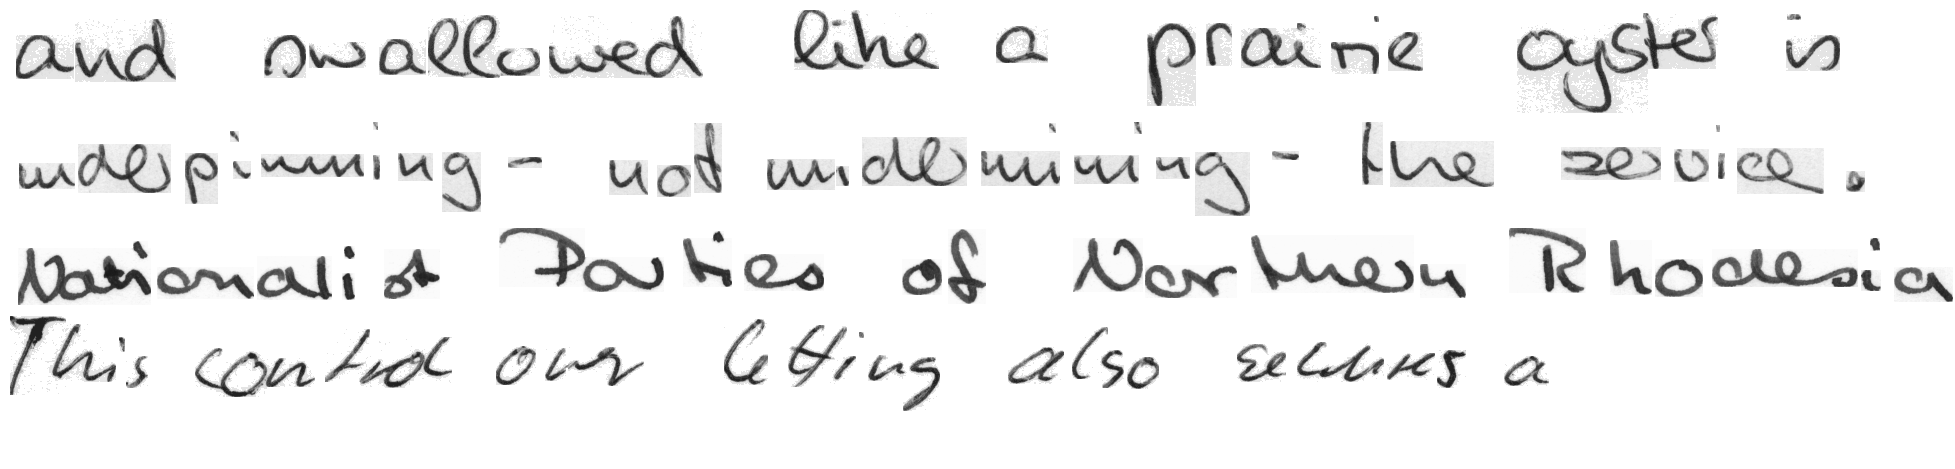 and swallowed like a prairie oyster is
underpinning - not undermining - the service.
Nationalist Parties of Northern Rhodesia
This control over letting also secures a